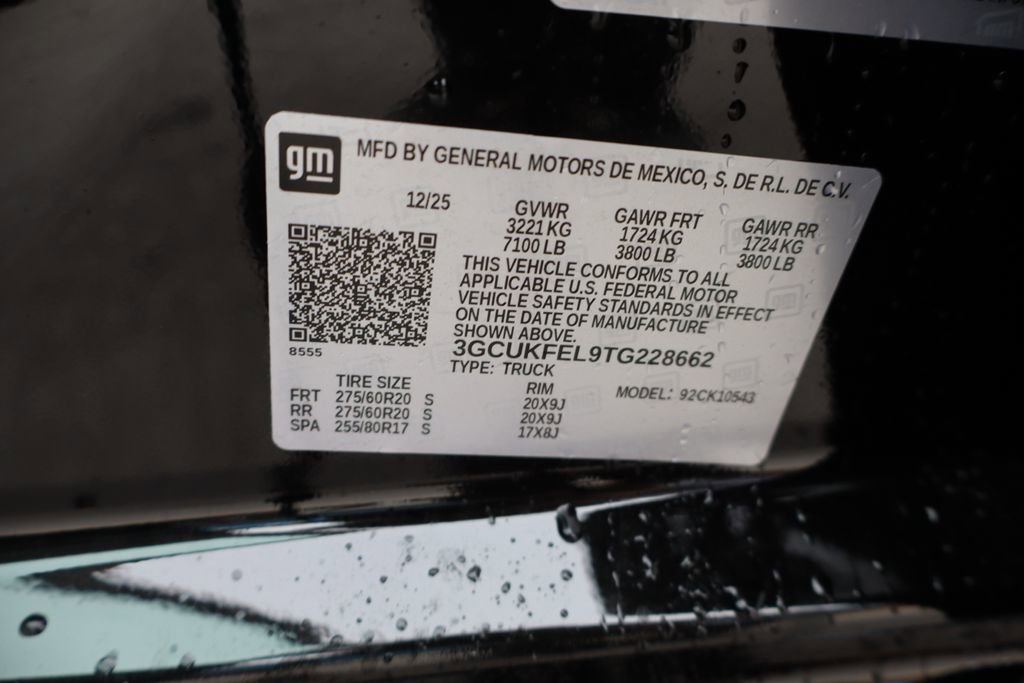 gm
MFD BY GENERAL MOTORS DE MEXICO, S. DE R.L. DE C.V.
12/25
GVWR GAWR FRT GAWR RR
3221 KG 1724 KG 1724 KG
7100 LB 3800 LB 3800 LB
THIS VEHICLE CONFORMS TO ALL
APPLICABLE U.S. FEDERAL MOTOR
VEHICLE SAFETY STANDARDS IN EFFECT
ON THE DATE OF MANUFACTURE
SHOWN ABOVE.
3GCUKFEL9TG228662
8555
TYPE: TRUCK
TIRE SIZE RIM MODEL: 92CK10543
FRT 275/60R20 S 20X9J
RR 275/60R20 S 20X9J
SPA 255/80R17 S 17X8J